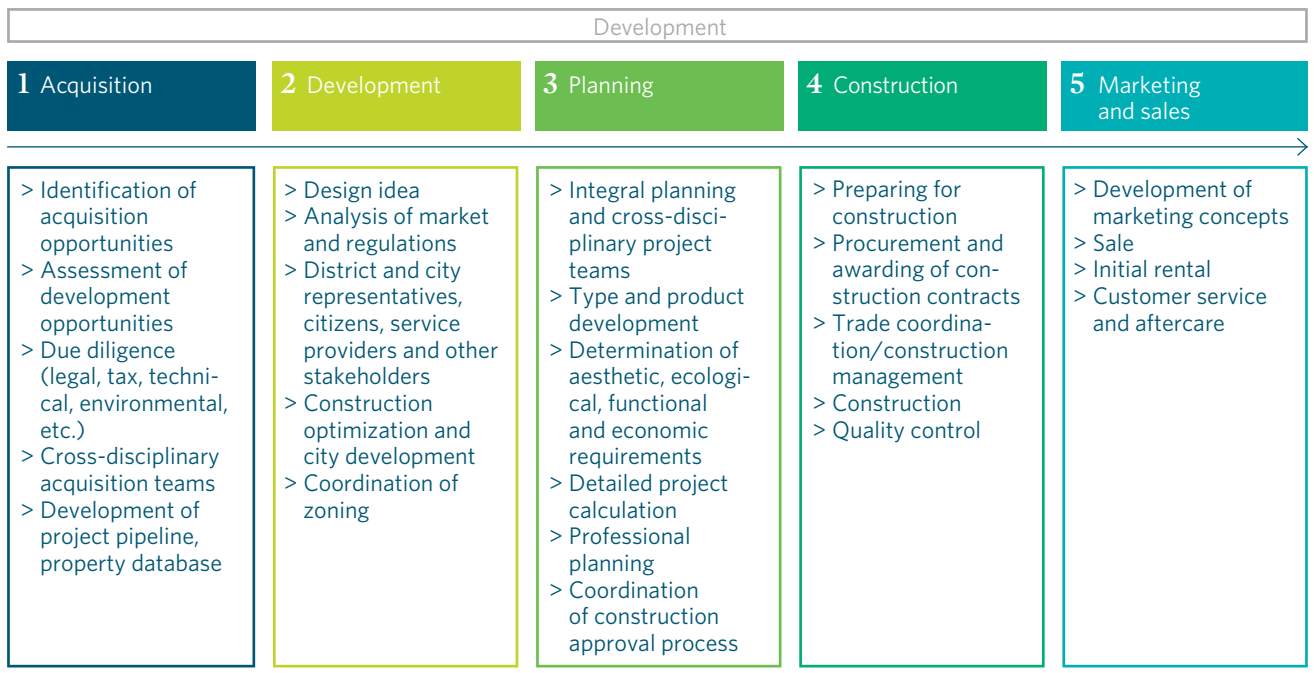 Development
1 Acquisition
2 Development
3 Planning
4 Construction
5 Marketing
and sales
> Identification of
acquisition
opportunities
> Assessment of
development
opportunities
> Due diligence
(legal, tax, techni-
cal, environmental,
etc.)
> Cross-disciplinary
acquisition teams
> Development of
project pipeline,
property database
> Design idea
> Analysis of market
and regulations
> District and city
representatives,
citizens, service
providers and other
stakeholders
> Construction
optimization and
city development
> Coordination of
zoning
> Integral planning
and cross-disci-
plinary project
teams
> Type and product
development
> Determination of
aesthetic, ecologi-
cal, functional
and economic
requirements
> Detailed project
calculation
> Professional
planning
> Coordination
of construction
approval process
> Preparing for
construction
> Procurement and
awarding of con-
struction contracts
> Trade coordina-
tion/construction
management
> Construction
> Quality control
> Development of
marketing concepts
> Sale
> Initial rental
> Customer service
and aftercare